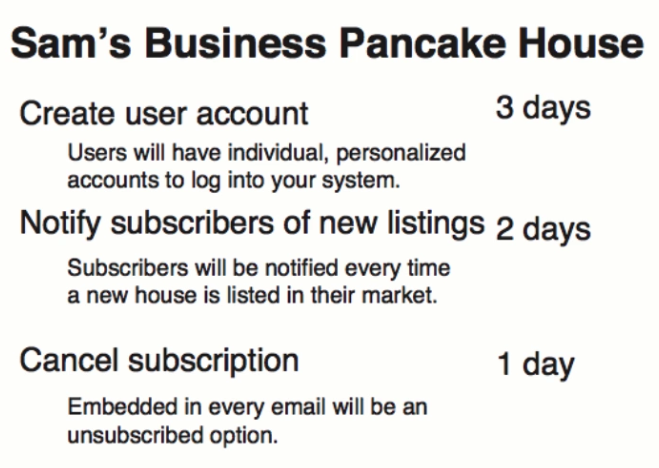 Sam's Business Pancake House
Create user account 3 days
Users will have individual, personalized
accounts to log into your system.
Notify subscribers of new listings 2 days
Subscribers will be notified every time
a new house is listed in their market.
Cancel subscription 1 day
Embedded in every email will be an
unsubscribed option.